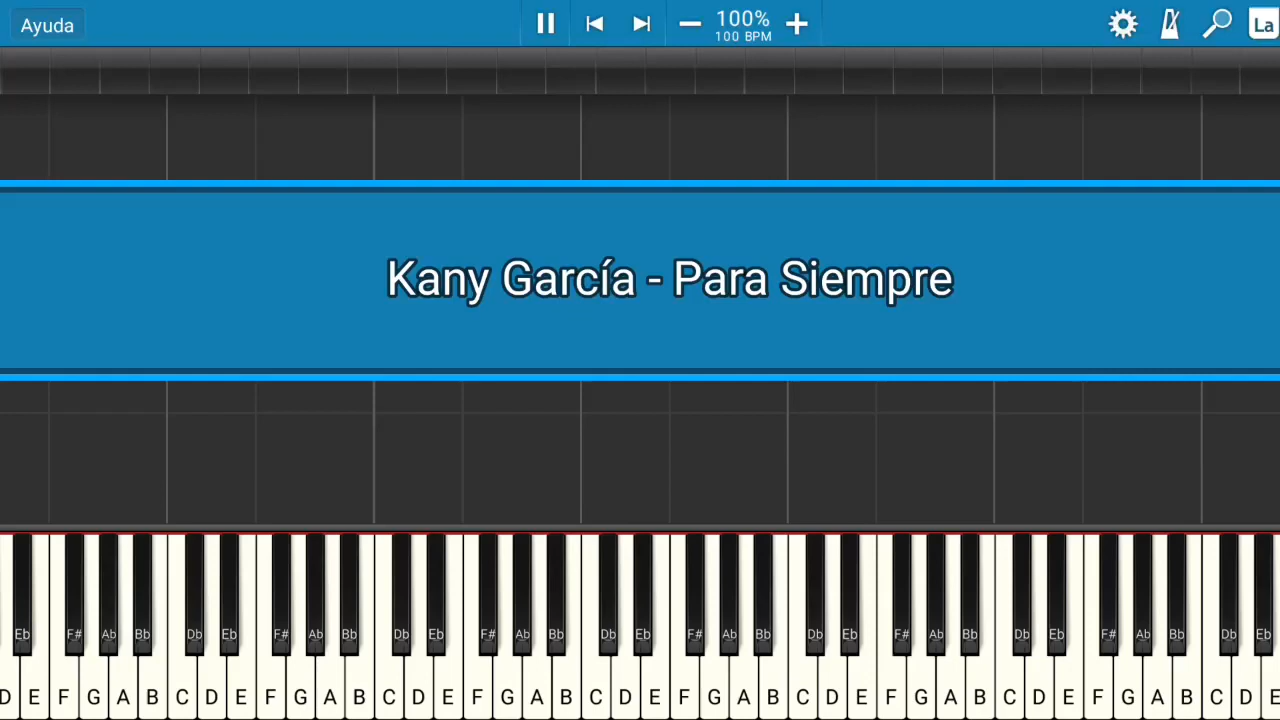 Ayuda
100%
100 BPM
La
Kany García - Para Siempre
Eb F# Ab Bb Db Eb F# Ab Bb Db Eb F# Ab Bb Db Eb F# Ab Bb Db Eb F# Ab Bb Db Eb F# Ab Bb Db Eb
D E F G A B C D E F G A B C D E F G A B C D E F G A B C D E F G A B C D E F G A B C D E